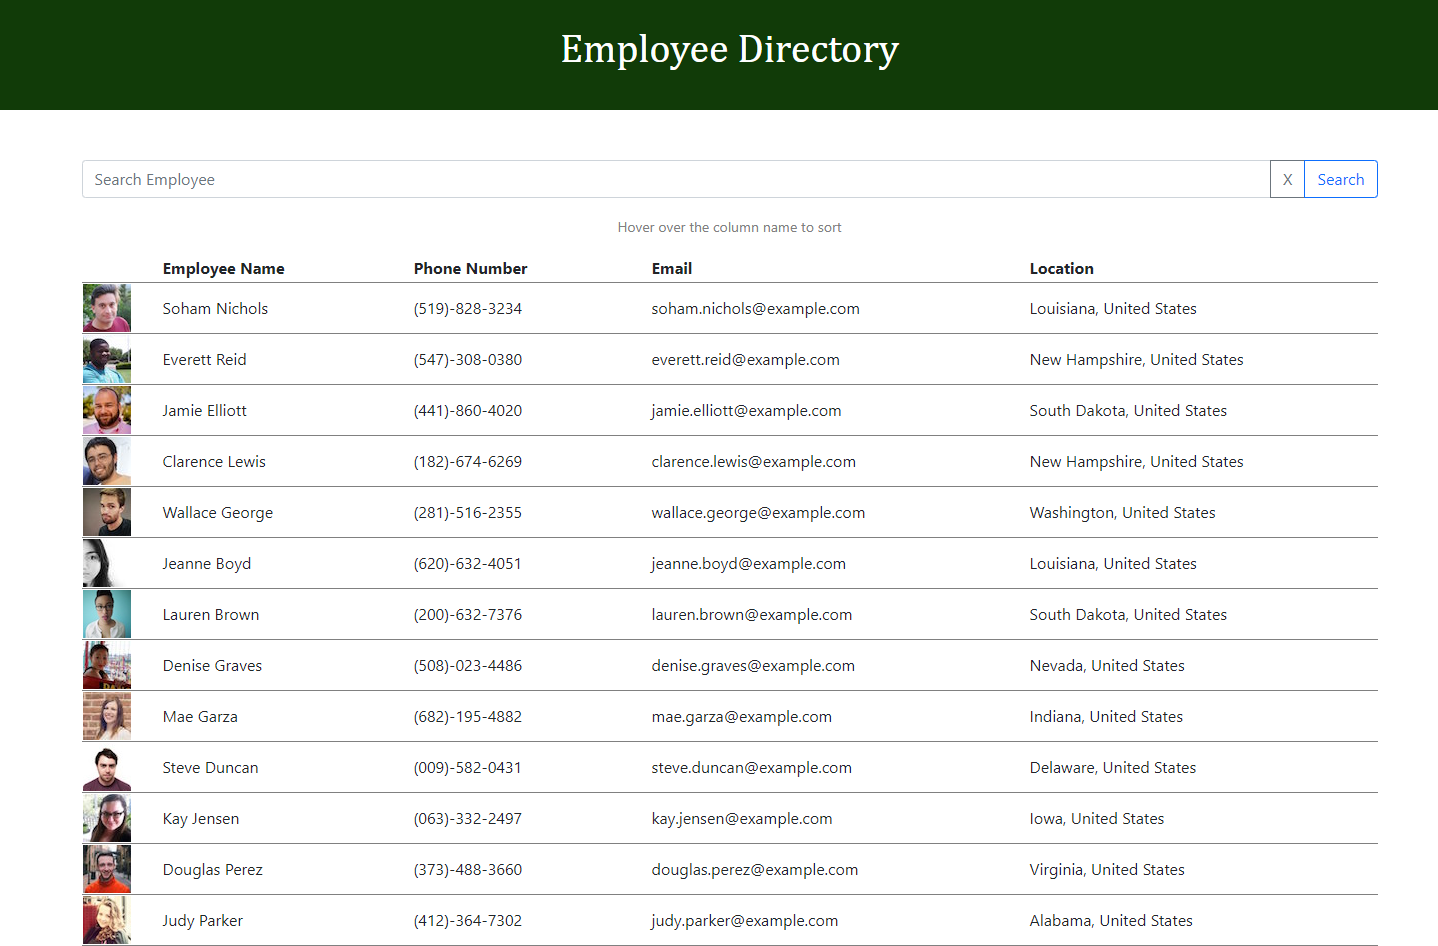 Employee Directory
Search Employee X Search
Hover over the column name to sort
Employee Name Phone Number Email Location
Soham Nichols (519)-828-3234 soham.nichols@example.com Louisiana, United States
Everett Reid (547)-308-0380 everett.reid@example.com New Hampshire, United States
Jamie Elliott (441)-860-4020 jamie.elliott@example.com South Dakota, United States
Clarence Lewis (182)-674-6269 clarence.lewis@example.com New Hampshire, United States
Wallace George (281)-516-2355 wallace.george@example.com Washington, United States
Jeanne Boyd (620)-632-4051 jeanne.boyd@example.com Louisiana, United States
Lauren Brown (200)-632-7376 lauren.brown@example.com South Dakota, United States
Denise Graves (508)-023-4486 denise.graves@example.com Nevada, United States
Mae Garza (682)-195-4882 mae.garza@example.com Indiana, United States
Steve Duncan (009)-582-0431 steve.duncan@example.com Delaware, United States
Kay Jensen (063)-332-2497 kay.jensen@example.com Iowa, United States
Douglas Perez (373)-488-3660 douglas.perez@example.com Virginia, United States
Judy Parker (412)-364-7302 judy.parker@example.com Alabama, United States